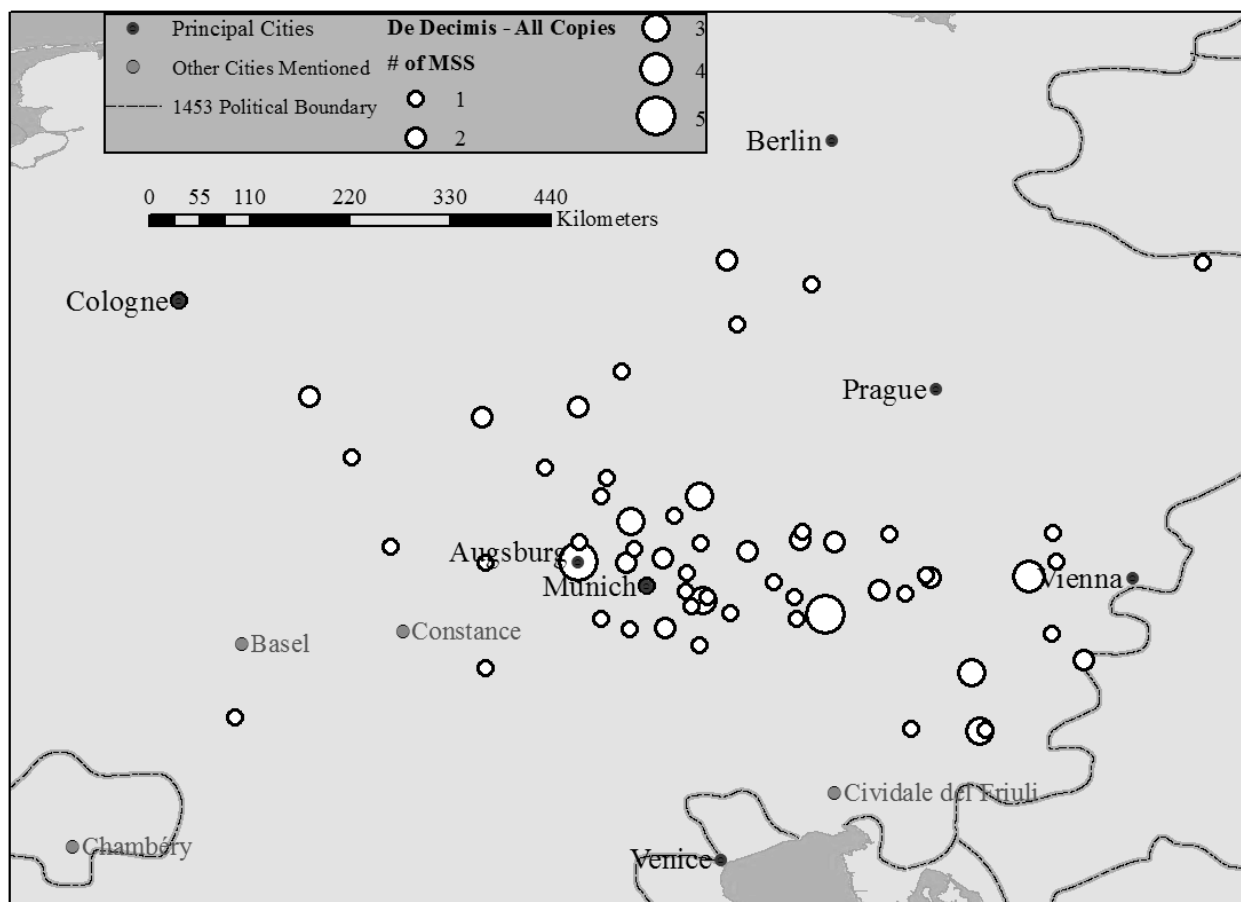 Principal Cities
Other Cities Mentioned
1453 Political Boundary
De Decimis - All Copies
# of MSS
1
2
3
4
5
0 55 110 220 330 440
Kilometers
Berlin
Cologne
Prague
Augsburg
Munich
Vienna
Constance
Basel
Cividale del Friuli
Chambéry
Venice